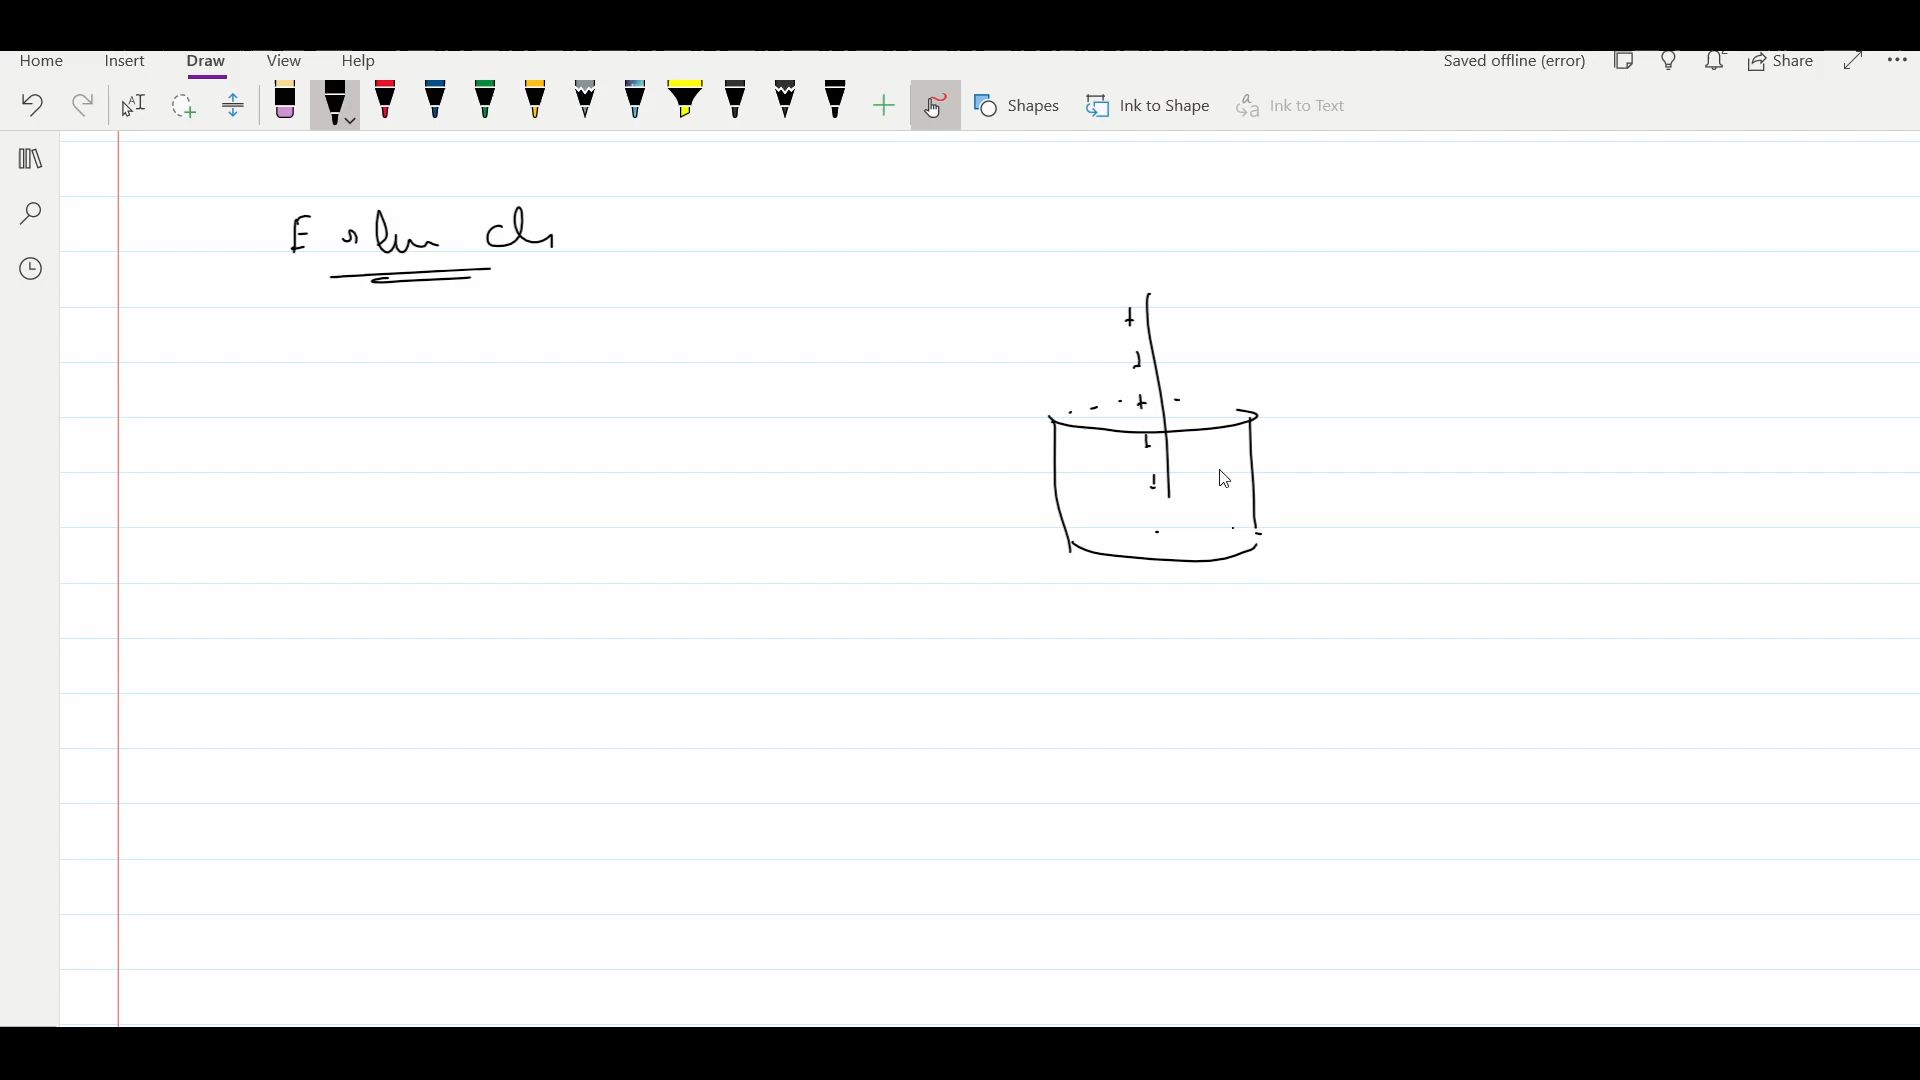 Home Insert Draw View Help Saved offline (error) Share
Shapes Ink to Shape Ink to Text
E
+
+